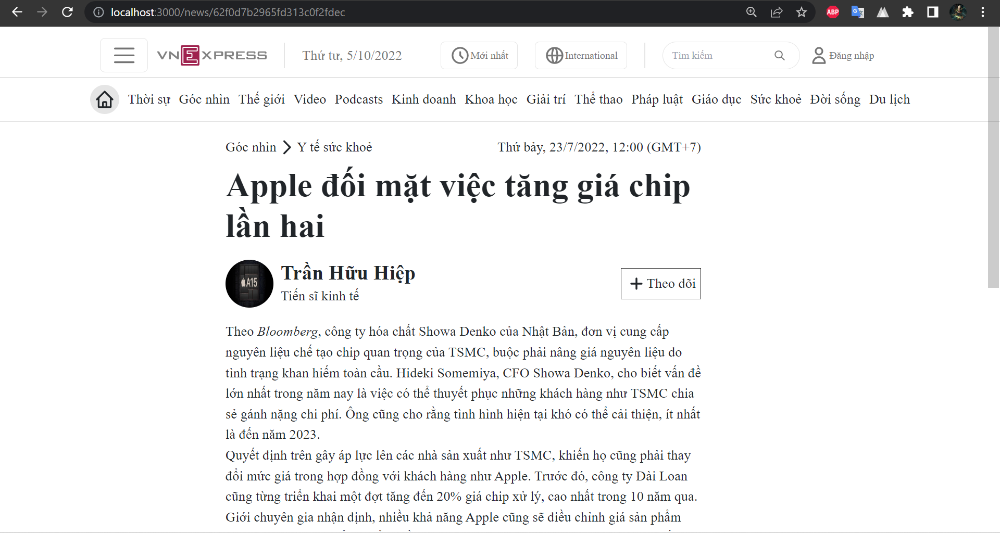 localhost:3000/news/62f0d7b2965fd313c0f2fdec
ABP
VNEXPRESS
Thứ tư, 5/10/2022
Mới nhất
International
Tìm kiếm
Đăng nhập
Thời sự Góc nhìn Thế giới Video Podcasts Kinh doanh Khoa học Giải trí Thể thao Pháp luật Giáo dục Sức khoẻ Đời sống Du lịch
Góc nhìn Y tế sức khoẻ
Thứ bảy, 23/7/2022, 12:00 (GMT+7)
Apple đối mặt việc tăng giá chip
lần hai
A15
Trần Hữu Hiệp
Tiến sĩ kinh tế
Theo dõi
Theo Bloomberg, công ty hóa chất Showa Denko của Nhật Bản, đơn vị cung cấp
nguyên liệu chế tạo chip quan trọng của TSMC, buộc phải nâng giá nguyên liệu do
tình trạng khan hiếm toàn cầu. Hideki Somemiya, CFO Showa Denko, cho biết vấn đề
lớn nhất trong năm nay là việc có thể thuyết phục những khách hàng như TSMC chia
sẻ gánh nặng chi phí. Ông cũng cho rằng tình hình hiện tại khó có thể cải thiện, ít nhất
là đến năm 2023.
Quyết định trên gây áp lực lên các nhà sản xuất như TSMC, khiến họ cũng phải thay
đổi mức giá trong hợp đồng với khách hàng như Apple. Trước đó, công ty Đài Loan
cũng từng triển khai một đợt tăng đến 20% giá chip xử lý, cao nhất trong 10 năm qua.
Giới chuyên gia nhận định, nhiều khả năng Apple cũng sẽ điều chỉnh giá sản phẩm